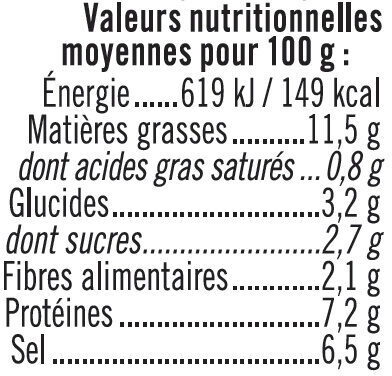 Valeurs nutritionnelles
moyennes pour 100 g :
Énergie......619 kJ / 149 kcal
Matières grasses ..........11,5 g
dont acides gras saturés ... 0,8 g
Glucides.............................3,2 g
dont sucres.........................2,7 g
Fibres alimentaires............2,1 g
Protéines ............................7,2 g
Sel .....................................6,5 g